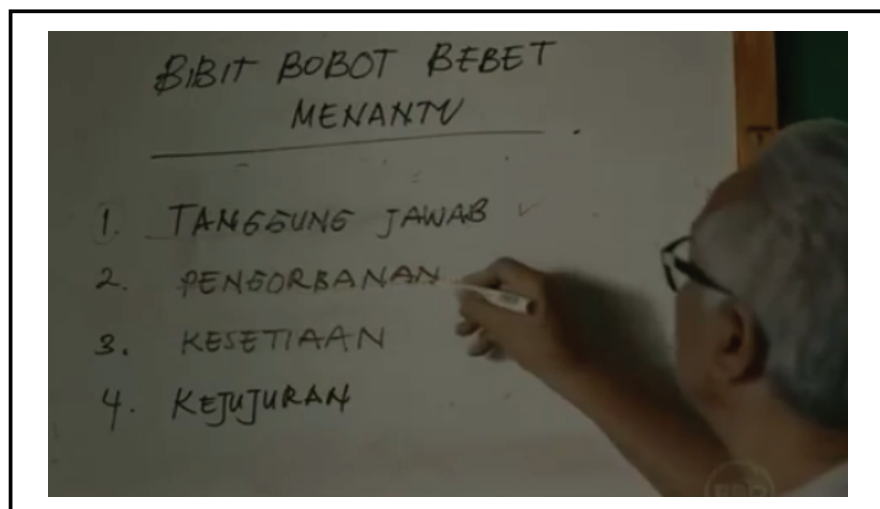 BIBIT BOBOT BEBET
MENANTU
1. TANGGUNG JAWAB
2. PENGORBANAN
3. KESETIAAN
4. KEJUJURAN